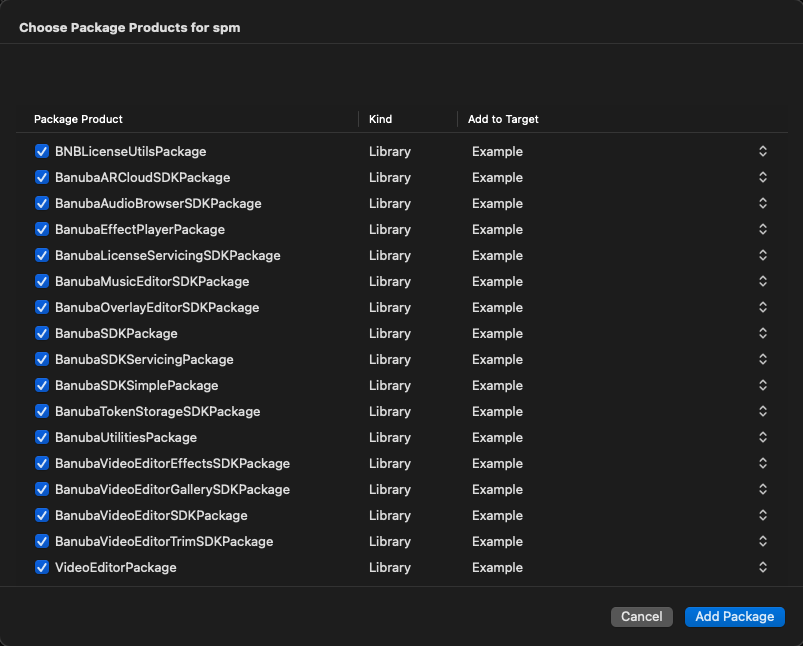 Choose Package Products for spm
Package Product Kind Add to Target
BNBLicenseUtilsPackage Library Example
BanubaARCloudSDKPackage Library Example
BanubaAudioBrowserSDKPackage Library Example
BanubaEffectPlayerPackage Library Example
BanubaLicenseServicingSDKPackage Library Example
BanubaMusicEditorSDKPackage Library Example
BanubaOverlayEditorSDKPackage Library Example
BanubaSDKPackage Library Example
BanubaSDKServicingPackage Library Example
BanubaSDKSimplePackage Library Example
BanubaTokenStorageSDKPackage Library Example
BanubaUtilitiesPackage Library Example
BanubaVideoEditorEffectsSDKPackage Library Example
BanubaVideoEditorGallerySDKPackage Library Example
BanubaVideoEditorSDKPackage Library Example
BanubaVideoEditorTrimSDKPackage Library Example
VideoEditorPackage Library Example
Cancel Add Package